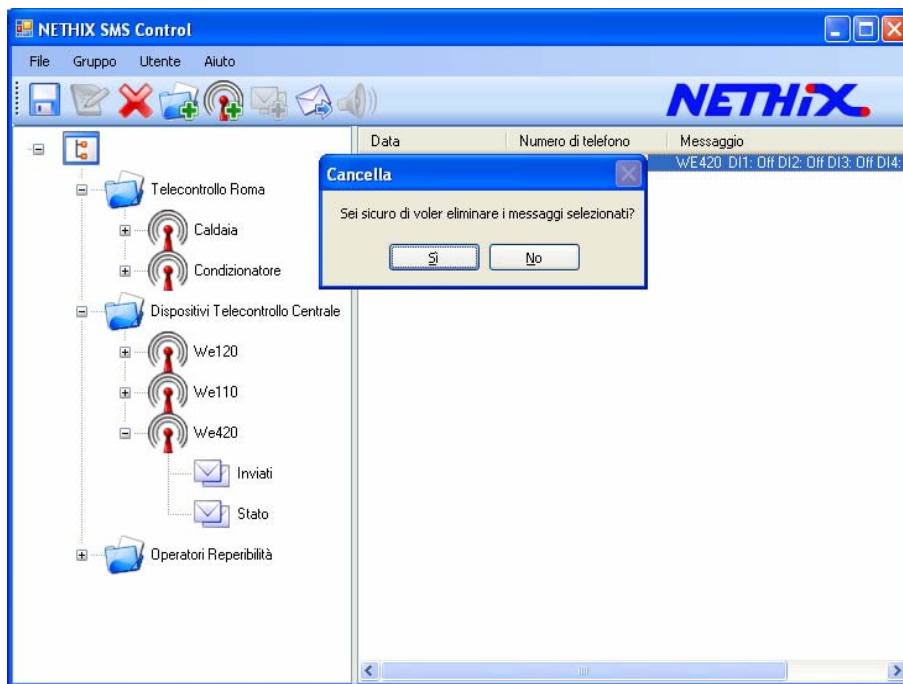 NETHIX SMS Control
File Gruppo Utente Aiuto
NETHIX
Data Numero di telefono Messaggio
WE420 DI1: Off DI2: Off DI3: Off DI4:
Cancella
Sei sicuro di voler eliminare i messaggi selezionati?
Sì No
Telecontrollo Roma
Caldaia
Condizionatore
Dispositivi Telecontrollo Centrale
We120
We110
We420
Inviati
Stato
Operatori Reperibilità